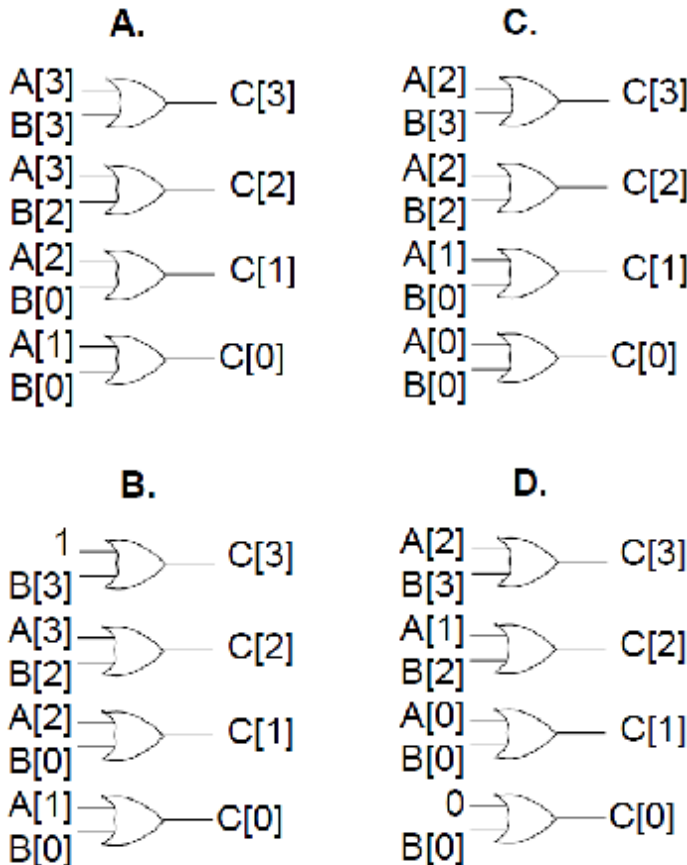 A.
A[3]
B[3]
C[3]
A[3]
B[2]
C[2]
A[2]
B[0]
C[1]
A[1]
B[0]
C[0]
C.
A[2]
B[3]
C[3]
A[2]
B[2]
C[2]
A[1]
B[0]
C[1]
A[0]
B[0]
C[0]
B.
1
B[3]
C[3]
A[3]
B[2]
C[2]
A[2]
B[0]
C[1]
A[1]
B[0]
C[0]
D.
A[2]
B[3]
C[3]
A[1]
B[2]
C[2]
A[0]
B[0]
C[1]
0
B[0]
C[0]